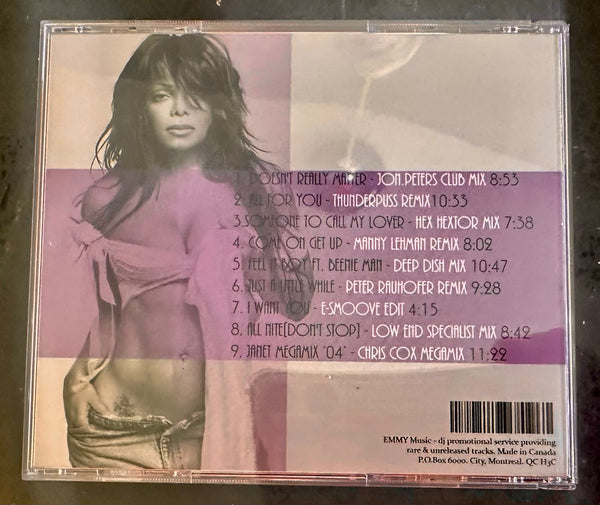 1. DOESN'T REALLY MATTER - JON.PETERS CLUB MIX 8:53
2. ALL FOR YOU - THUNDERPUSS REMIX 10:33
3.SOMEONE TO CALL MY LOVER - HEX HEXTOR MIX 7:38
4. COME ON GET UP - MANNY LEHMAN REMIX 8:02
5. FEEL IT BOY FT. BEENIE MAN - DEEP DISH MIX 10:47
6. JUST A LITTLE WHILE - PETER RAUHOFER REMIX 9:28
7. I WANT YOU - E-SMOOVE EDIT 4:15
8. ALL NITE[DON'T STOP] - LOW END SPECIALIST MIX 8:42
9. JANET MEGAMIX '04' - CHRIS COX MEGAMIX 11:22
EMMY Music - dj promotional service providing
rare & unreleased tracks. Made in Canada
P.O.Box 6000. City, Montreal. QC H3C